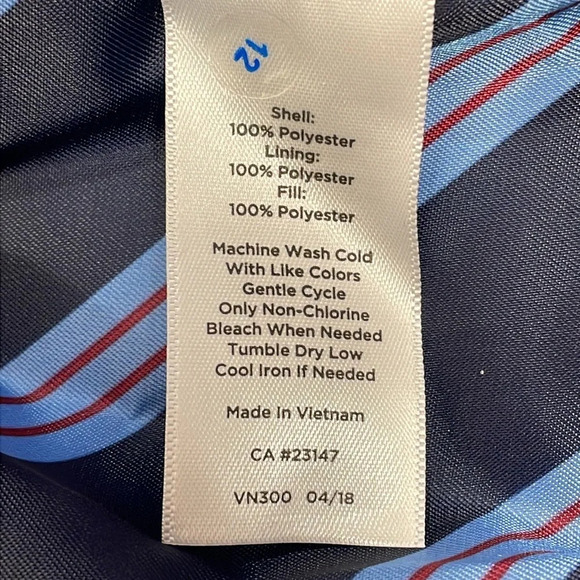 12
Shell:
100% Polyester
Lining:
100% Polyester
Fill:
100% Polyester
Machine Wash Cold
With Like Colors
Gentle Cycle
Only Non-Chlorine
Bleach When Needed
Tumble Dry Low
Cool Iron If Needed
Made In Vietnam
CA #23147
VN300 04/18